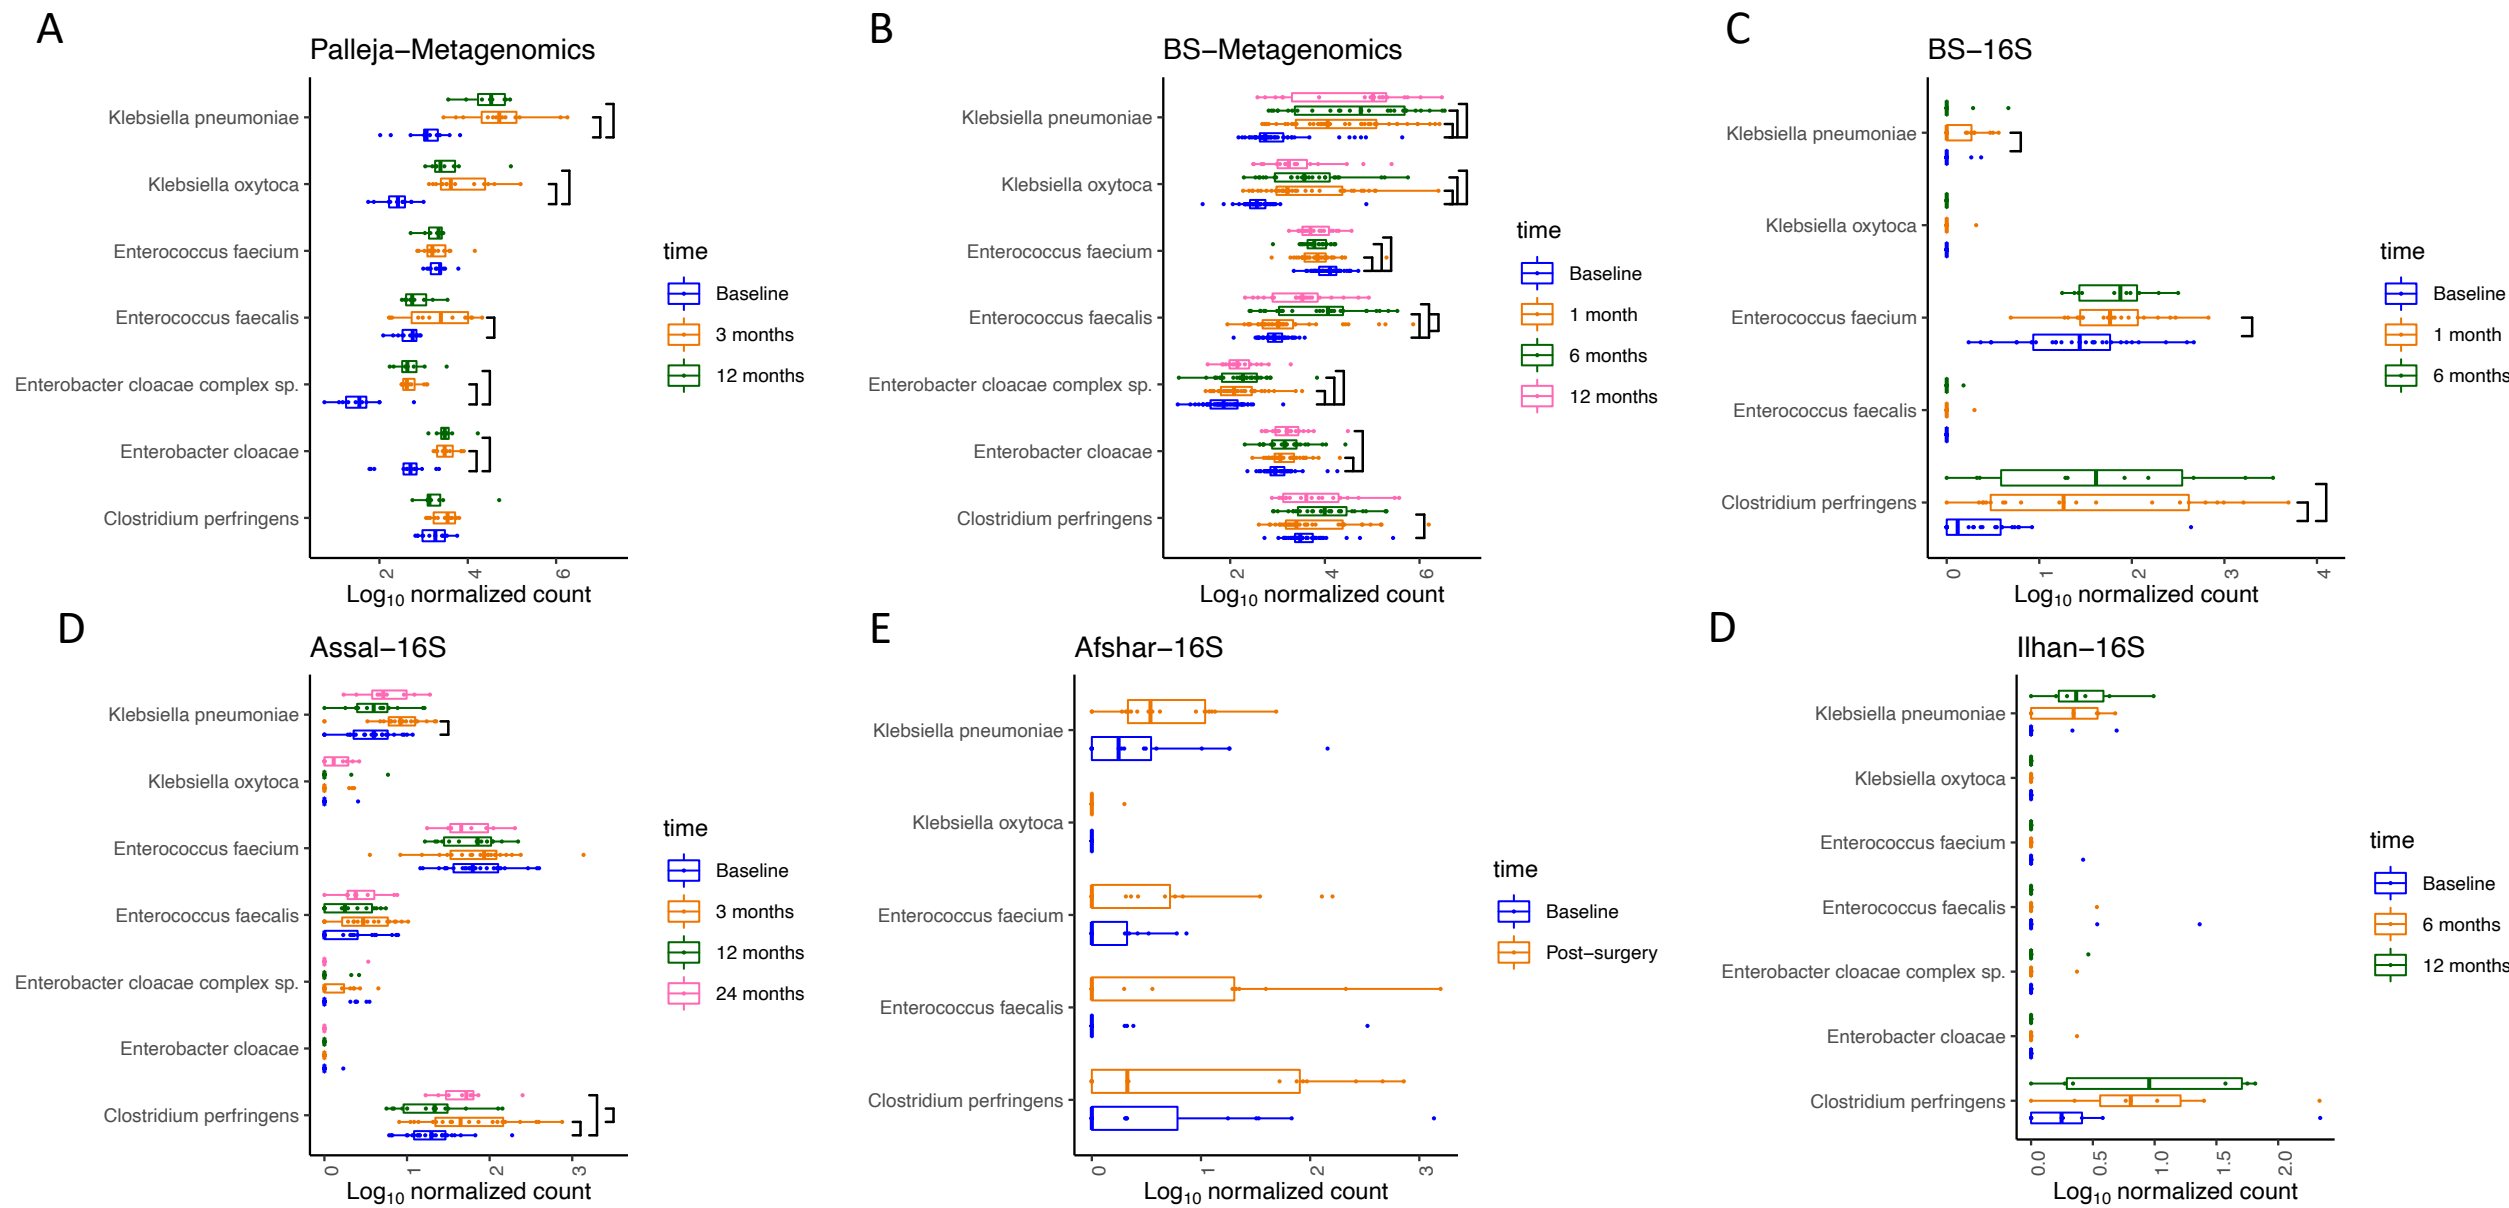 A
Palleja−Metagenomics
Klebsiella pneumoniae
Klebsiella oxytoca
Enterococcus faecium
Enterococcus faecalis
Enterobacter cloacae complex sp.
Enterobacter cloacae
Clostridium perfringens
2
4
6
Log10 normalized count
time
Baseline
3 months
12 months
B
BS−Metagenomics
Klebsiella pneumoniae
Klebsiella oxytoca
Enterococcus faecium
Enterococcus faecalis
Enterobacter cloacae complex sp.
Enterobacter cloacae
Clostridium perfringens
2
4
6
Log10 normalized count
time
Baseline
1 month
6 months
12 months
C
BS−16S
Klebsiella pneumoniae
Klebsiella oxytoca
Enterococcus faecium
Enterococcus faecalis
Clostridium perfringens
0
1
2
3
4
Log10 normalized count
time
Baseline
1 month
6 months
D
Assal−16S
Klebsiella pneumoniae
Klebsiella oxytoca
Enterococcus faecium
Enterococcus faecalis
Enterobacter cloacae complex sp.
Enterobacter cloacae
Clostridium perfringens
0
1
2
3
Log10 normalized count
time
Baseline
3 months
12 months
24 months
E
Afshar−16S
Klebsiella pneumoniae
Klebsiella oxytoca
Enterococcus faecium
Enterococcus faecalis
Clostridium perfringens
0
1
2
3
Log10 normalized count
time
Baseline
Post−surgery
D
Ilhan−16S
Klebsiella pneumoniae
Klebsiella oxytoca
Enterococcus faecium
Enterococcus faecalis
Enterobacter cloacae complex sp.
Enterobacter cloacae
Clostridium perfringens
0.0
0.5
1.0
1.5
2.0
Log10 normalized count
time
Baseline
6 months
12 months